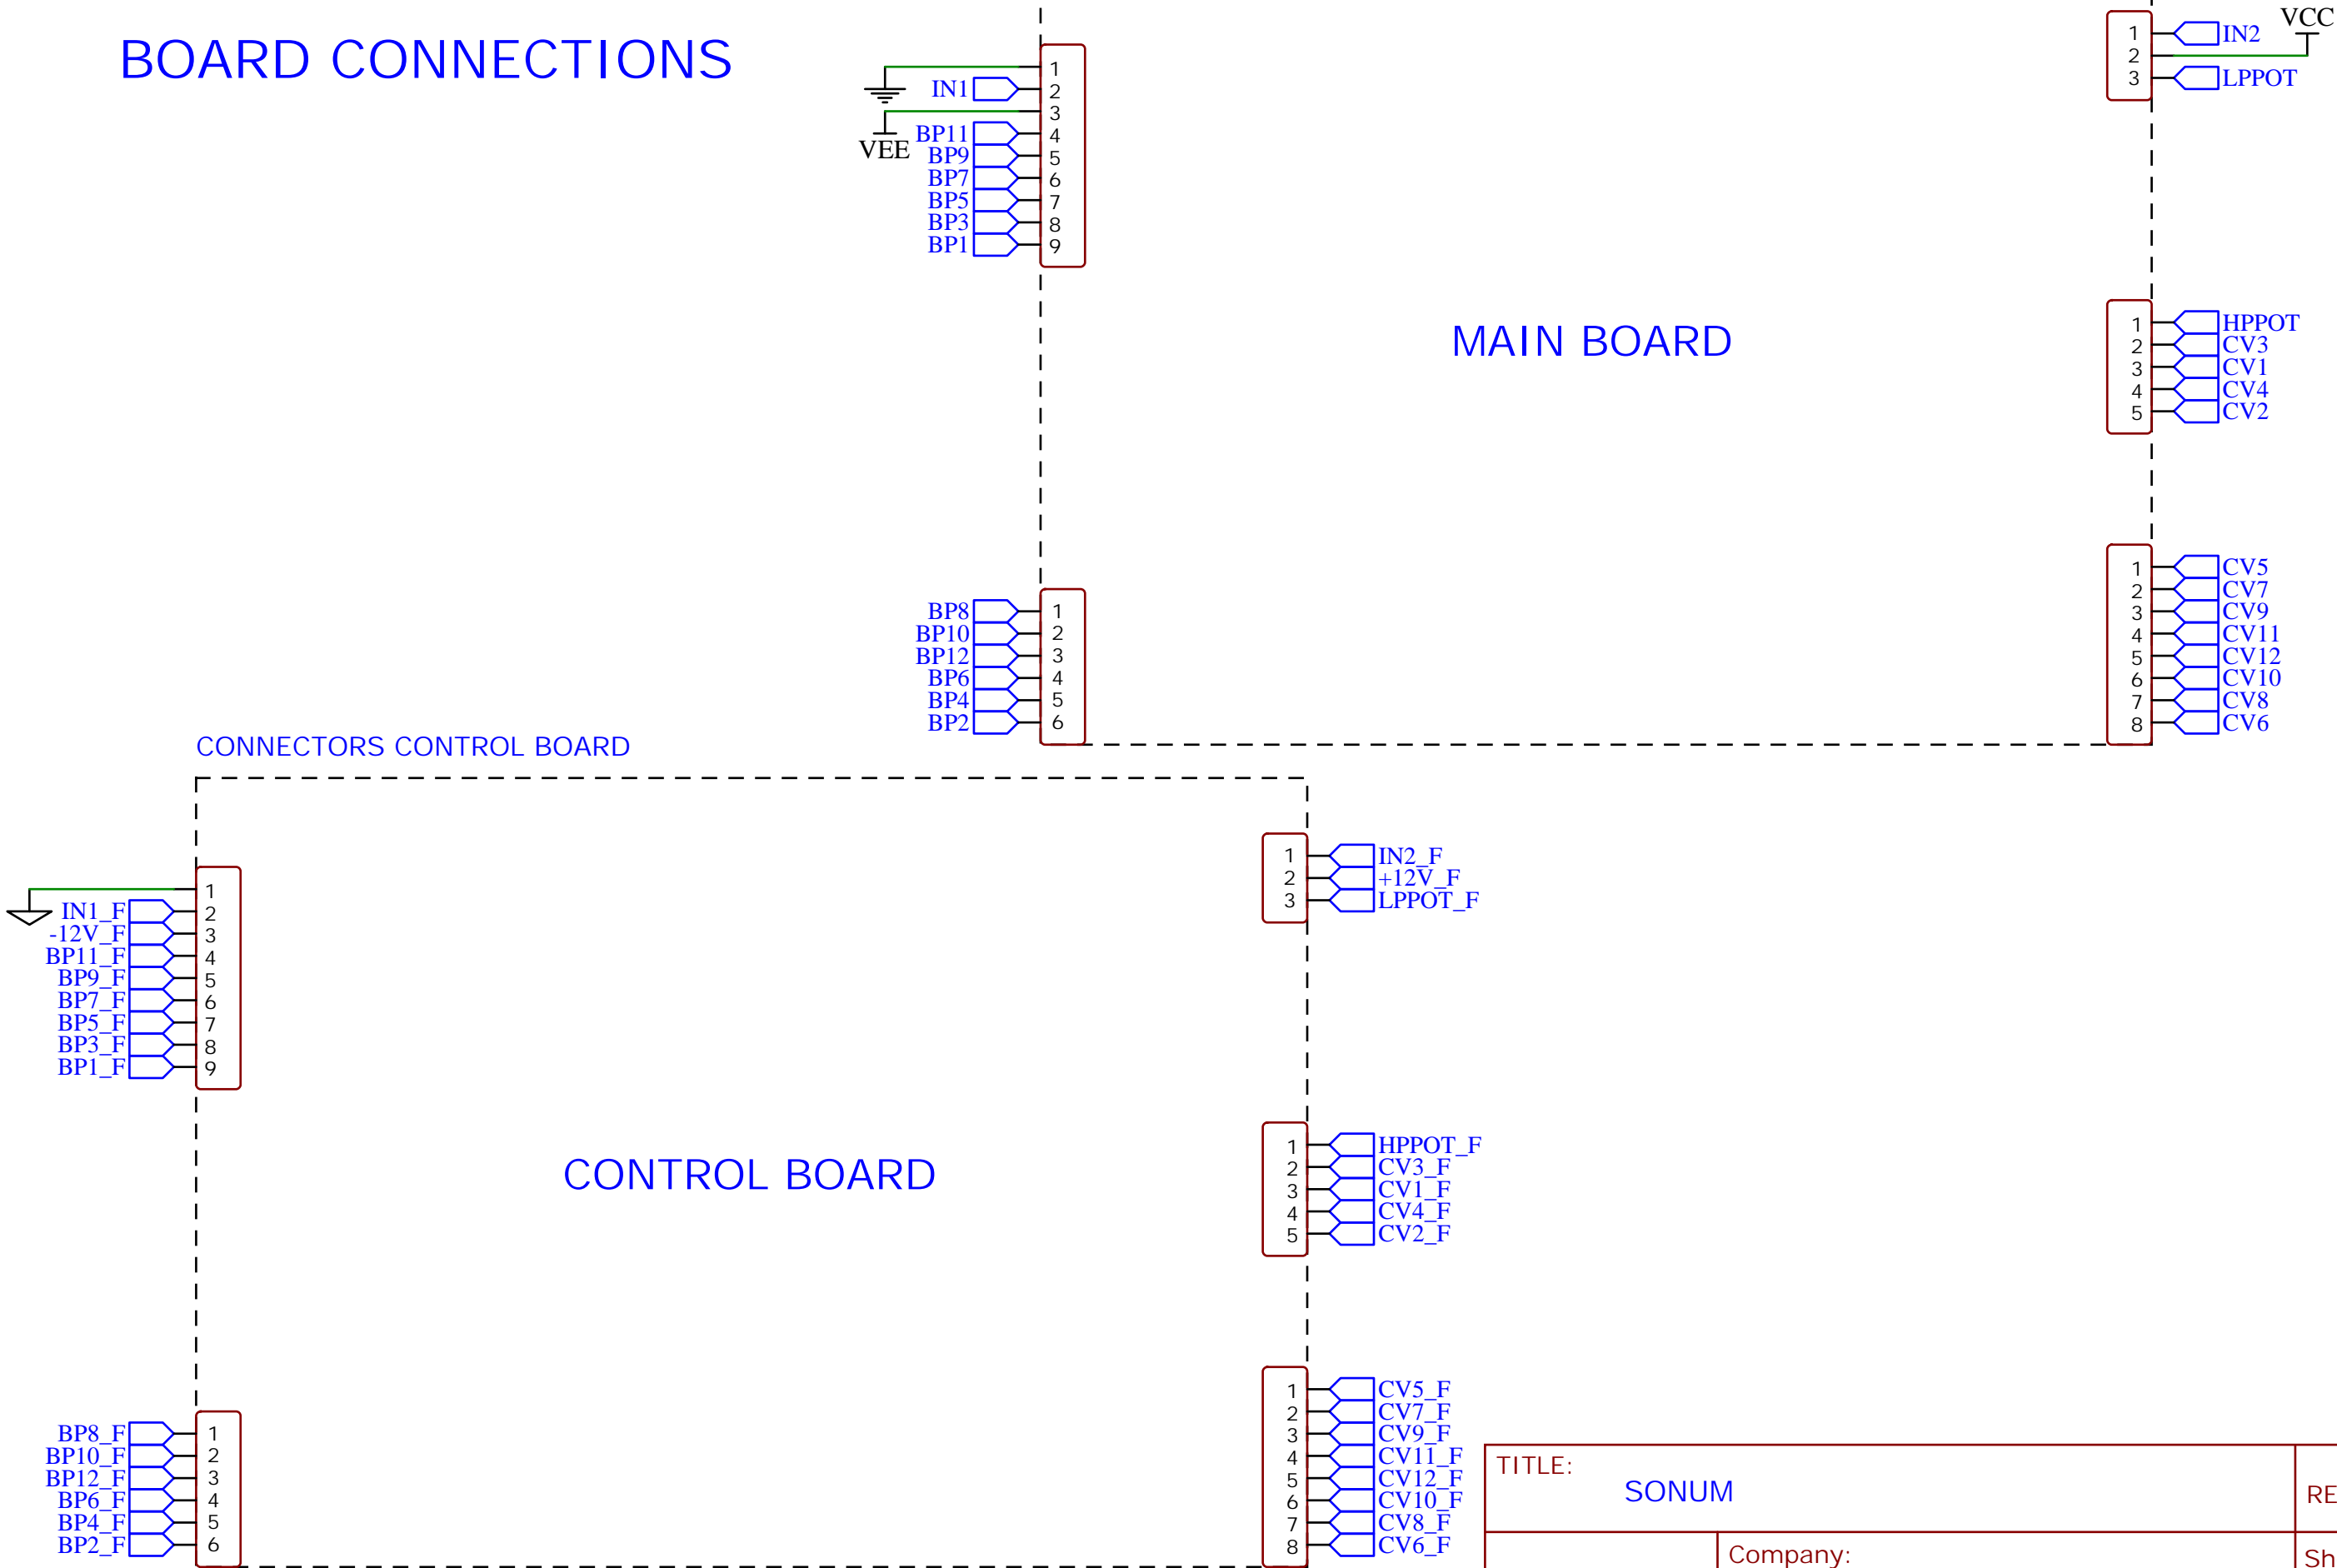 BOARD CONNECTIONS
1
IN1 2
3
VEE
BP11 4
BP9 5
BP7 6
BP5 7
BP3 8
BP1 9
VCC
1 IN2
2
3 LPPOT
MAIN BOARD
1 HPPOT
2 CV3
3 CV1
4 CV4
5 CV2
BP8 1
BP10 2
BP12 3
BP6 4
BP4 5
BP2 6
1 CV5
2 CV7
3 CV9
4 CV11
5 CV12
6 CV10
7 CV8
8 CV6
CONNECTORS CONTROL BOARD
1
IN1_F 2
-12V_F 3
BP11_F 4
BP9_F 5
BP7_F 6
BP5_F 7
BP3_F 8
BP1_F 9
1 IN2_F
2 +12V_F
3 LPPOT_F
CONTROL BOARD
1 HPPOT_F
2 CV3_F
3 CV1_F
4 CV4_F
5 CV2_F
BP8_F 1
BP10_F 2
BP12_F 3
BP6_F 4
BP4_F 5
BP2_F 6
1 CV5_F
2 CV7_F
3 CV9_F
4 CV11_F
5 CV12_F
6 CV10_F
7 CV8_F
8 CV6_F
TITLE:
SONUM
RE
Company:
Sh